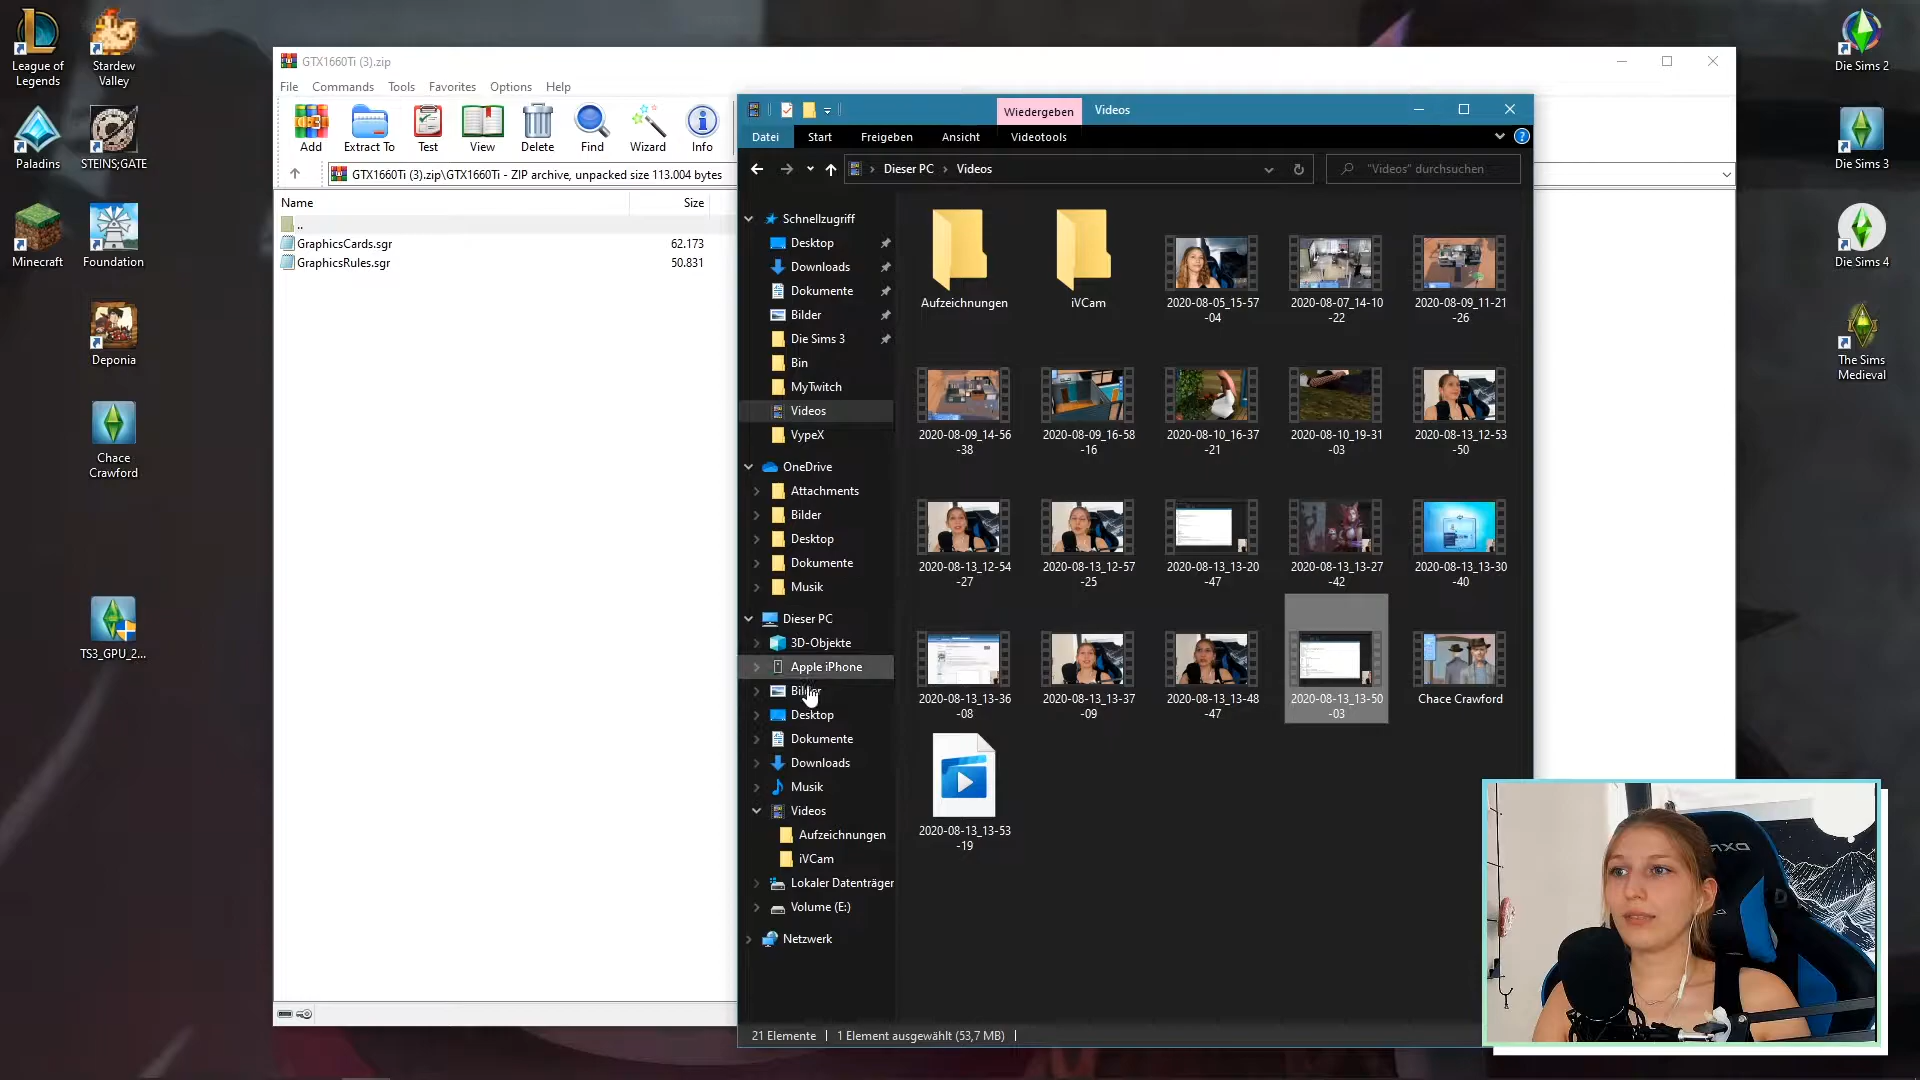 League of
Legends
Stardew
Valley
Paladins
STEINS;GATE
Minecraft
Foundation
Deponia
Chace
Crawford
TS3_GPU_2...
Die Sims 2
Die Sims 3
Die Sims 4
The Sims
Medieval
GTX1660Ti (3).zip
File Commands Tools Favorites Options Help
Add Extract To Test View Delete Find Wizard Info
GTX1660Ti (3).zip\GTX1660Ti - ZIP archive, unpacked size 113.004 bytes
Name Size
..
GraphicsCards.sgr 62.173
GraphicsRules.sgr 50.831
Wiedergeben Videos
Datei Start Freigeben Ansicht Videotools
Dieser PC Videos
"Videos" durchsuchen
Schnellzugriff
Desktop
Downloads
Dokumente
Bilder
Die Sims 3
Bin
MyTwitch
Videos
VypeX
OneDrive
Attachments
Bilder
Desktop
Dokumente
Musik
Dieser PC
3D-Objekte
Apple iPhone
Desktop
Dokumente
Downloads
Musik
Videos
Aufzeichnungen
iVCam
Lokaler Datenträger
Volume (E:)
Netzwerk
Aufzeichnungen
iVCam
2020-08-05_15-57
-04
2020-08-07_14-10
-22
2020-08-09_11-21
-26
2020-08-09_14-56
-38
2020-08-09_16-58
-16
2020-08-10_16-37
-21
2020-08-10_19-31
-03
2020-08-13_12-53
-50
2020-08-13_12-54
-27
2020-08-13_12-57
-25
2020-08-13_13-20
-47
2020-08-13_13-27
-42
2020-08-13_13-30
-40
2020-08-13_13-36
-08
2020-08-13_13-37
-09
2020-08-13_13-48
-47
2020-08-13_13-50
-03
Chace Crawford
2020-08-13_13-53
-19
21 Elemente 1 Element ausgewählt (53,7 MB)